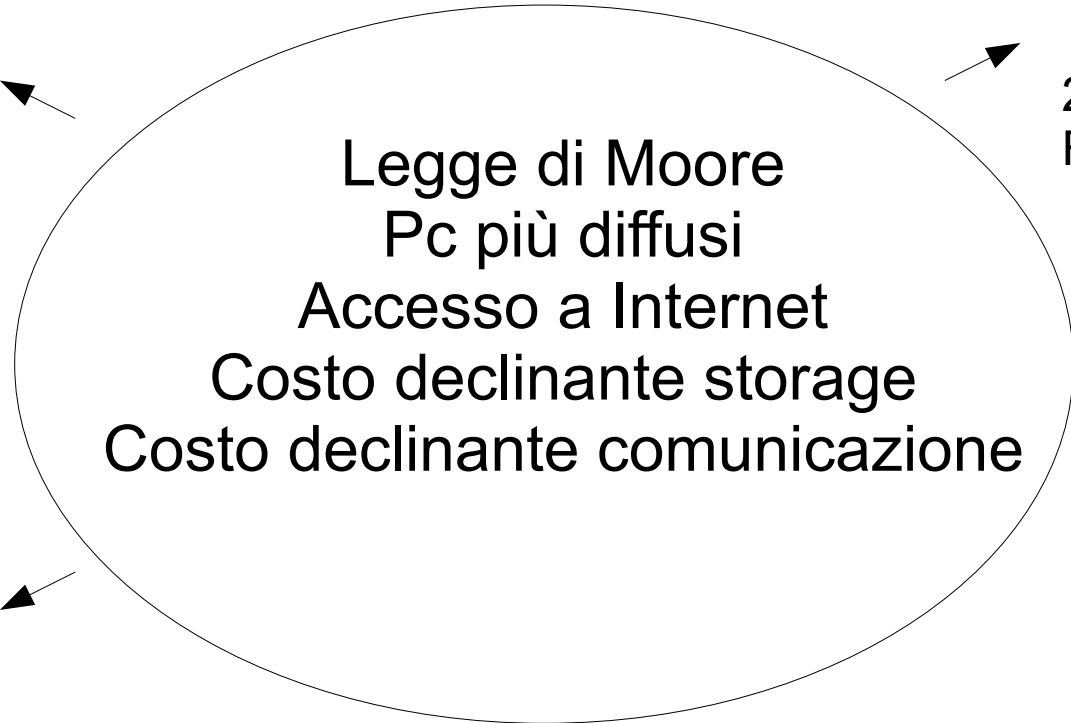 Legge di Moore
Pc più diffusi
Accesso a Internet
Costo declinante storage
Costo declinante comunicazione